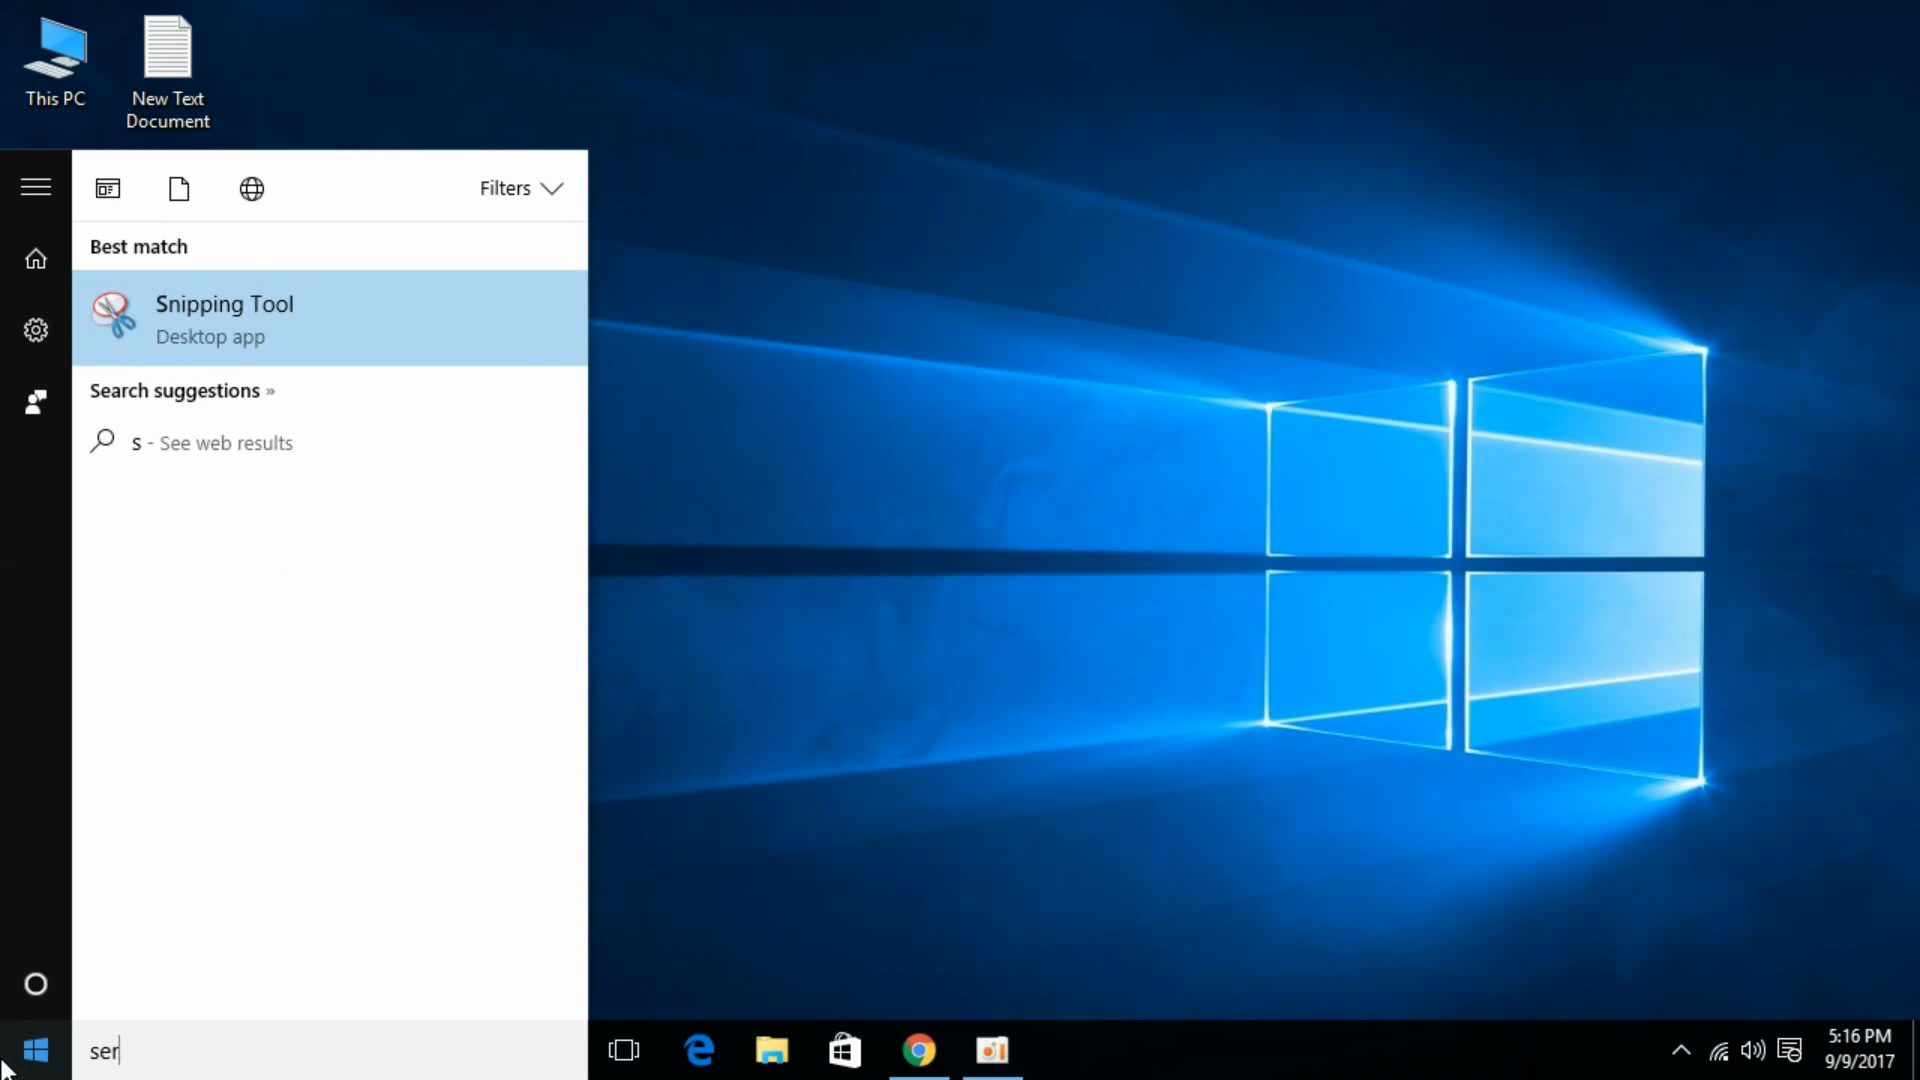 This PC
New Text
Document
Filters
Best match
Snipping Tool
Desktop app
Search suggestions »
s - See web results
ser
5:16 PM
9/9/2017